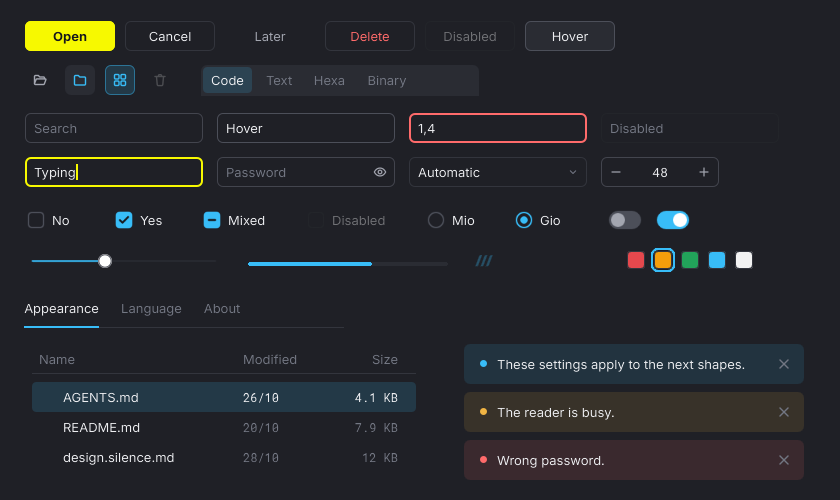 Open Cancel Later Delete Disabled Hover
Code Text Hexa Binary
Search Hover 1,4 Disabled
Typing Password Automatic 48
No Yes Mixed Disabled Mio Gio
Appearance Language About
Name Modified Size
AGENTS.md 26/10 4.1 KB
README.md 20/10 7.9 KB
design.silence.md 28/10 12 KB
These settings apply to the next shapes.
The reader is busy.
Wrong password.